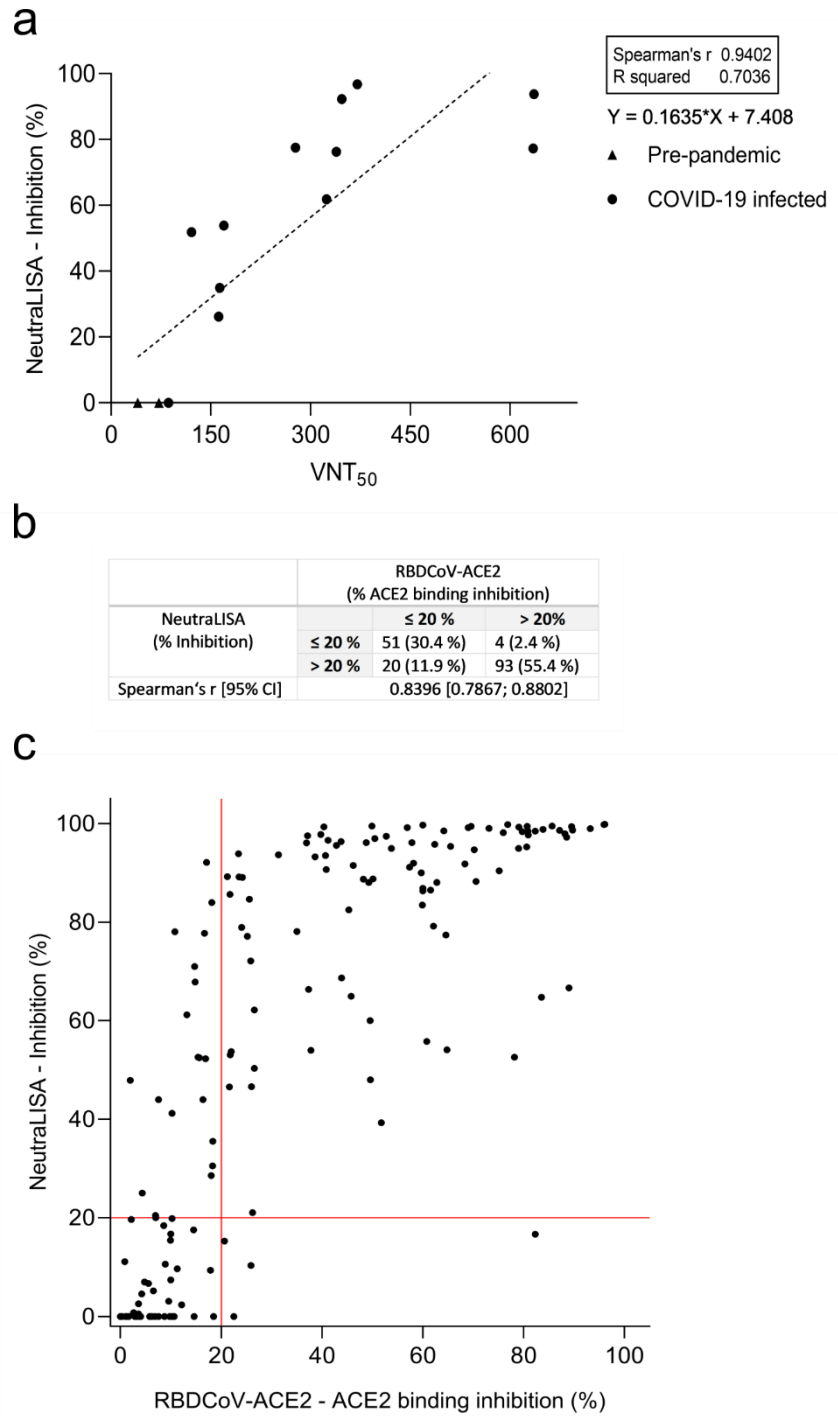 a
Spearman's r 0.9402
R squared 0.7036
Y = 0.1635*X + 7.408
Pre-pandemic
COVID-19 infected
NeutraLISA - Inhibition (%)
100
80
60
40
20
0
0 150 300 450 600
VNT50
b
RBDCoV-ACE2
(% ACE2 binding inhibition)
NeutraLISA
(% Inhibition)
≤ 20 % > 20%
≤ 20 % 51 (30.4 %) 4 (2.4 %)
> 20 % 20 (11.9 %) 93 (55.4 %)
Spearman‘s r [95% CI] 0.8396 [0.7867; 0.8802]
c
NeutraLISA - Inhibition (%)
100
80
60
40
20
0
0 20 40 60 80 100
RBDCoV-ACE2 - ACE2 binding inhibition (%)